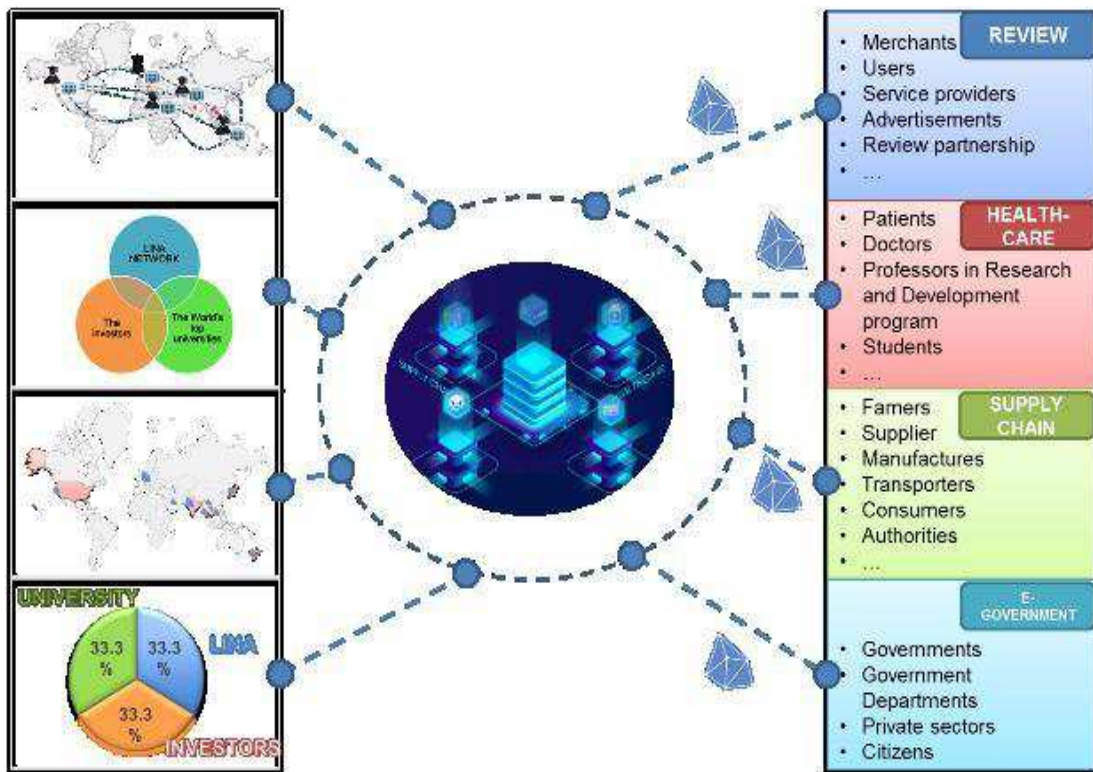 LINA
NETWORK
The
Investors
The World's
top
universities
UNIVERSITY
LINA
INVESTORS
33.3
%
33.3
%
33.3
%
REVIEW
• Merchants
• Users
• Service providers
• Advertisements
• Review partnership
• ...
HEALTH-
CARE
• Patients
• Doctors
• Professors in Research
and Development
program
• Students
• ...
SUPPLY
CHAIN
• Farners
• Supplier
• Manufactures
• Transporters
• Consumers
• Authorities
• ...
E-
GOVERNMENT
• Governments
• Government
Departments
• Private sectors
• Citizens